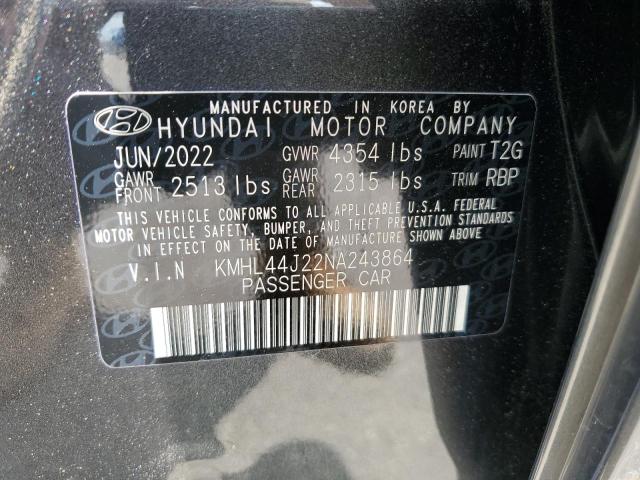 MANUFACTURED IN KOREA BY
HYUNDAI MOTOR COMPANY
JUN/2022 GVWR 4354 lbs PAINT T2G
GAWR FRONT 2513 lbs GAWR REAR 2315 lbs TRIM RBP
THIS VEHICLE CONFORMS TO ALL APPLICABLE U.S.A. FEDERAL
MOTOR VEHICLE SAFETY, BUMPER, AND THEFT PREVENTION STANDARDS
IN EFFECT ON THE DATE OF MANUFACTURE SHOWN ABOVE
V.I.N KMHL44J22NA243864
PASSENGER CAR